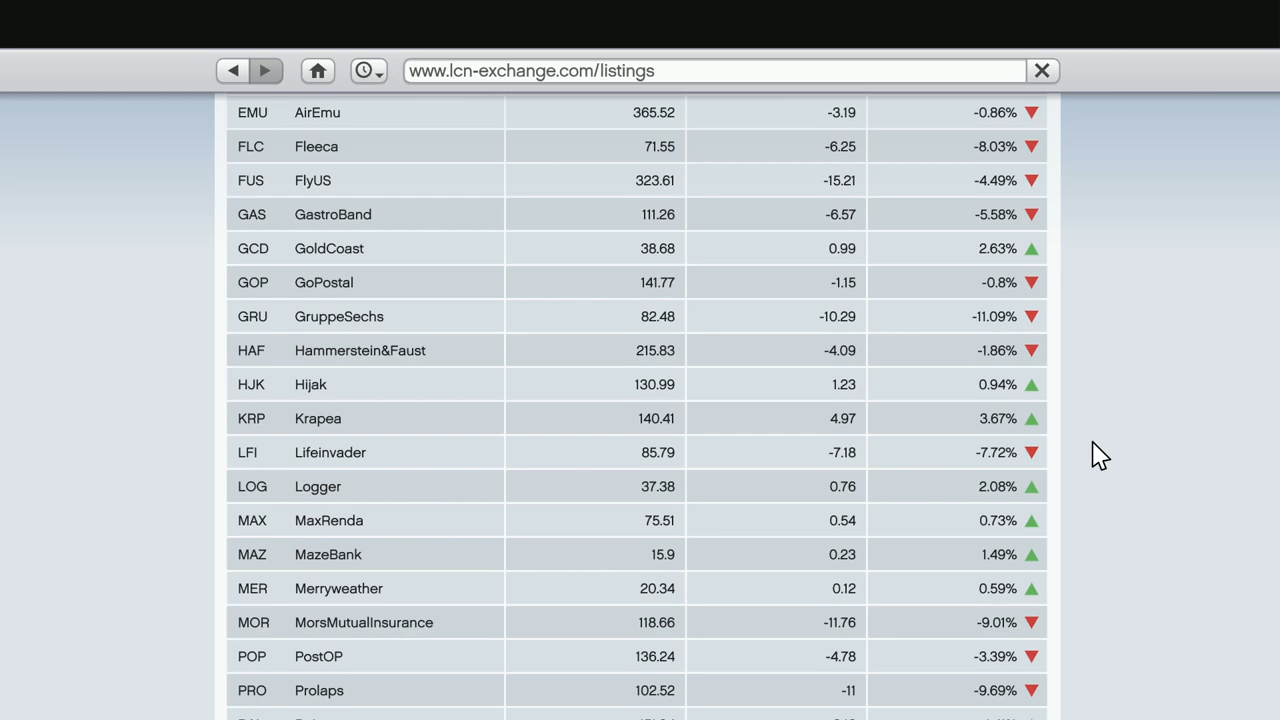 www.lcn-exchange.com/listings
EMU AirEmu 365.52 -3.19 -0.86%
FLC Fleeca 71.55 -6.25 -8.03%
FUS FlyUS 323.61 -15.21 -4.49%
GAS GastroBand 111.26 -6.57 -5.58%
GCD GoldCoast 38.68 0.99 2.63%
GOP GoPostal 141.77 -1.15 -0.8%
GRU GruppeSechs 82.48 -10.29 -11.09%
HAF Hammerstein&Faust 215.83 -4.09 -1.86%
HJK Hijak 130.99 1.23 0.94%
KRP Krapea 140.41 4.97 3.67%
LFI Lifeinvader 85.79 -7.18 -7.72%
LOG Logger 37.38 0.76 2.08%
MAX MaxRenda 75.51 0.54 0.73%
MAZ MazeBank 15.9 0.23 1.49%
MER Merryweather 20.34 0.12 0.59%
MOR MorsMutualInsurance 118.66 -11.76 -9.01%
POP PostOP 136.24 -4.78 -3.39%
PRO Prolaps 102.52 -11 -9.69%